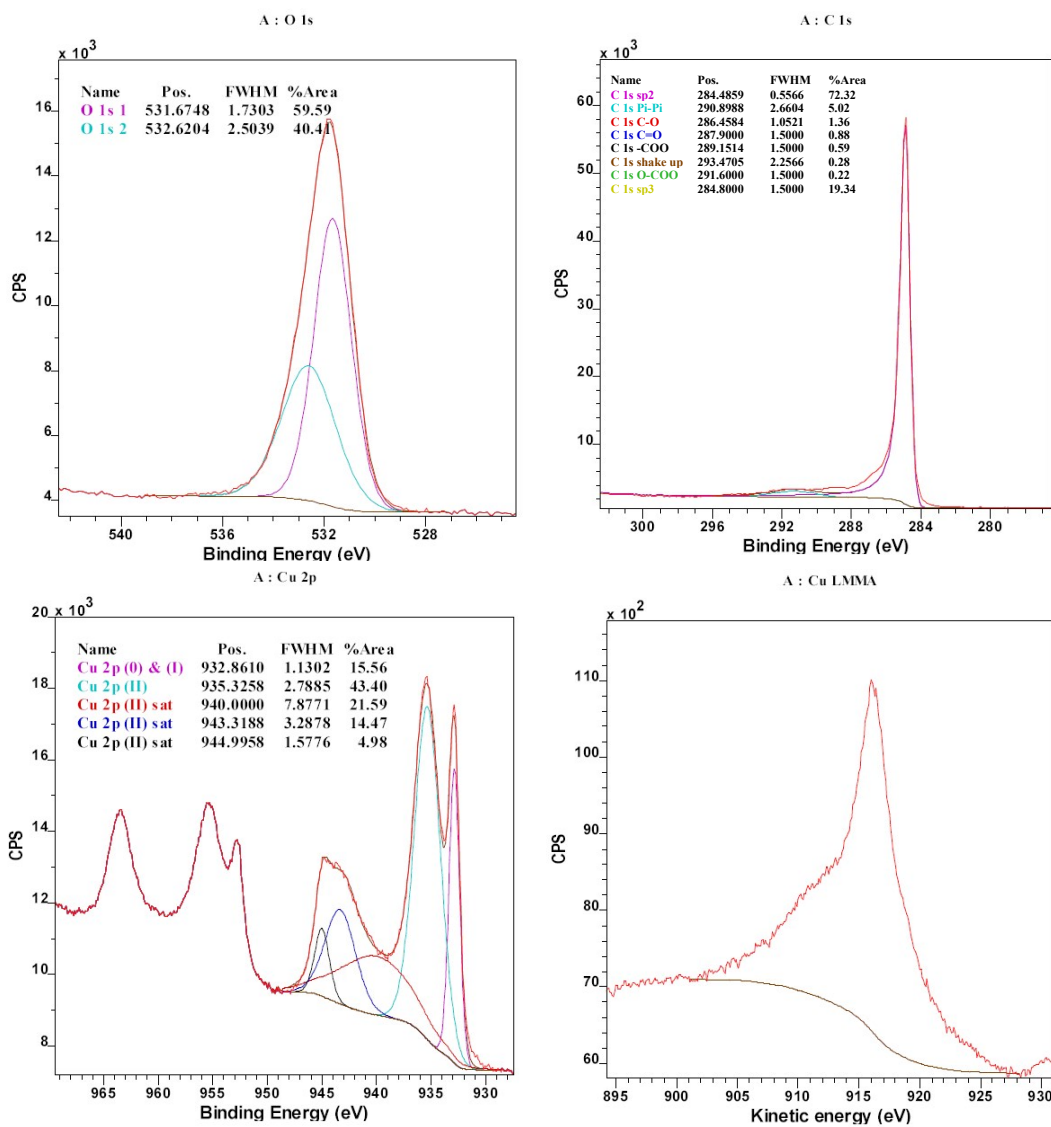 A : O 1s
x 10³
Name Pos. FWHM %Area
O 1s 1 531.6748 1.7303 59.59
O 1s 2 532.6204 2.5039 40.41
16
14
12
10
8
6
4
CPS
540 536 532 528
Binding Energy (eV)
A : C 1s
x 10³
Name Pos. FWHM %Area
C 1s sp2 284.4859 0.5566 72.32
C 1s Pi-Pi 290.8988 2.6604 5.02
C 1s C-O 286.4584 1.0521 1.36
C 1s C=O 287.9000 1.5000 0.88
C 1s -COO 289.1514 1.5000 0.59
C 1s shake up 293.4705 2.2566 0.28
C 1s O-COO 291.6000 1.5000 0.22
C 1s sp3 284.8000 1.5000 19.34
60
50
40
30
20
10
CPS
300 296 292 288 284 280
Binding Energy (eV)
A : Cu 2p
20 x 10³
Name Pos. FWHM %Area
Cu 2p (0) & (I) 932.8610 1.1302 15.56
Cu 2p (II) 935.3258 2.7885 43.40
Cu 2p (II) sat 940.0000 7.8771 21.59
Cu 2p (II) sat 943.3188 3.2878 14.47
Cu 2p (II) sat 944.9958 1.5776 4.98
18
16
14
12
10
8
CPS
965 960 955 950 945 940 935 930
Binding Energy (eV)
A : Cu LMMA
x 10²
110
100
90
80
70
60
CPS
895 900 905 910 915 920 925 930
Kinetic energy (eV)